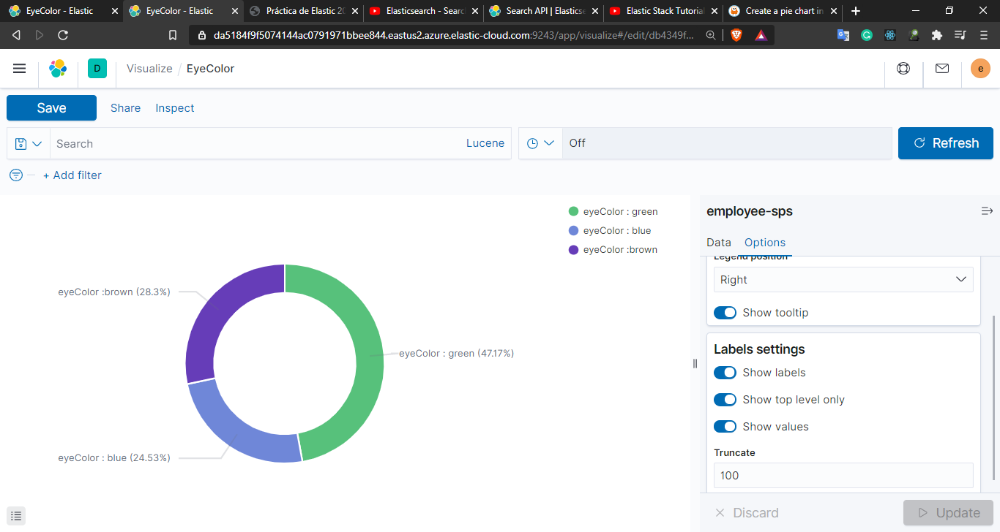 EyeColor - Elastic
EyeColor - Elastic
Práctica de Elastic 20
Elasticsearch - Searc
Search API | Elasticse
Elastic Stack Tutorial
Create a pie chart in
da5184f9f5074144ac0791971bbee844.eastus2.azure.elastic-cloud.com:9243/app/visualize#/edit/db4349f...
D
Visualize / EyeColor
e
Save
Share
Inspect
Search
Lucene
Off
Refresh
+ Add filter
eyeColor : green
eyeColor : blue
eyeColor :brown
eyeColor :brown (28.3%)
eyeColor : green (47.17%)
eyeColor : blue (24.53%)
employee-sps
Data
Options
Legend position
Right
Show tooltip
Labels settings
Show labels
Show top level only
Show values
Truncate
100
Discard
Update